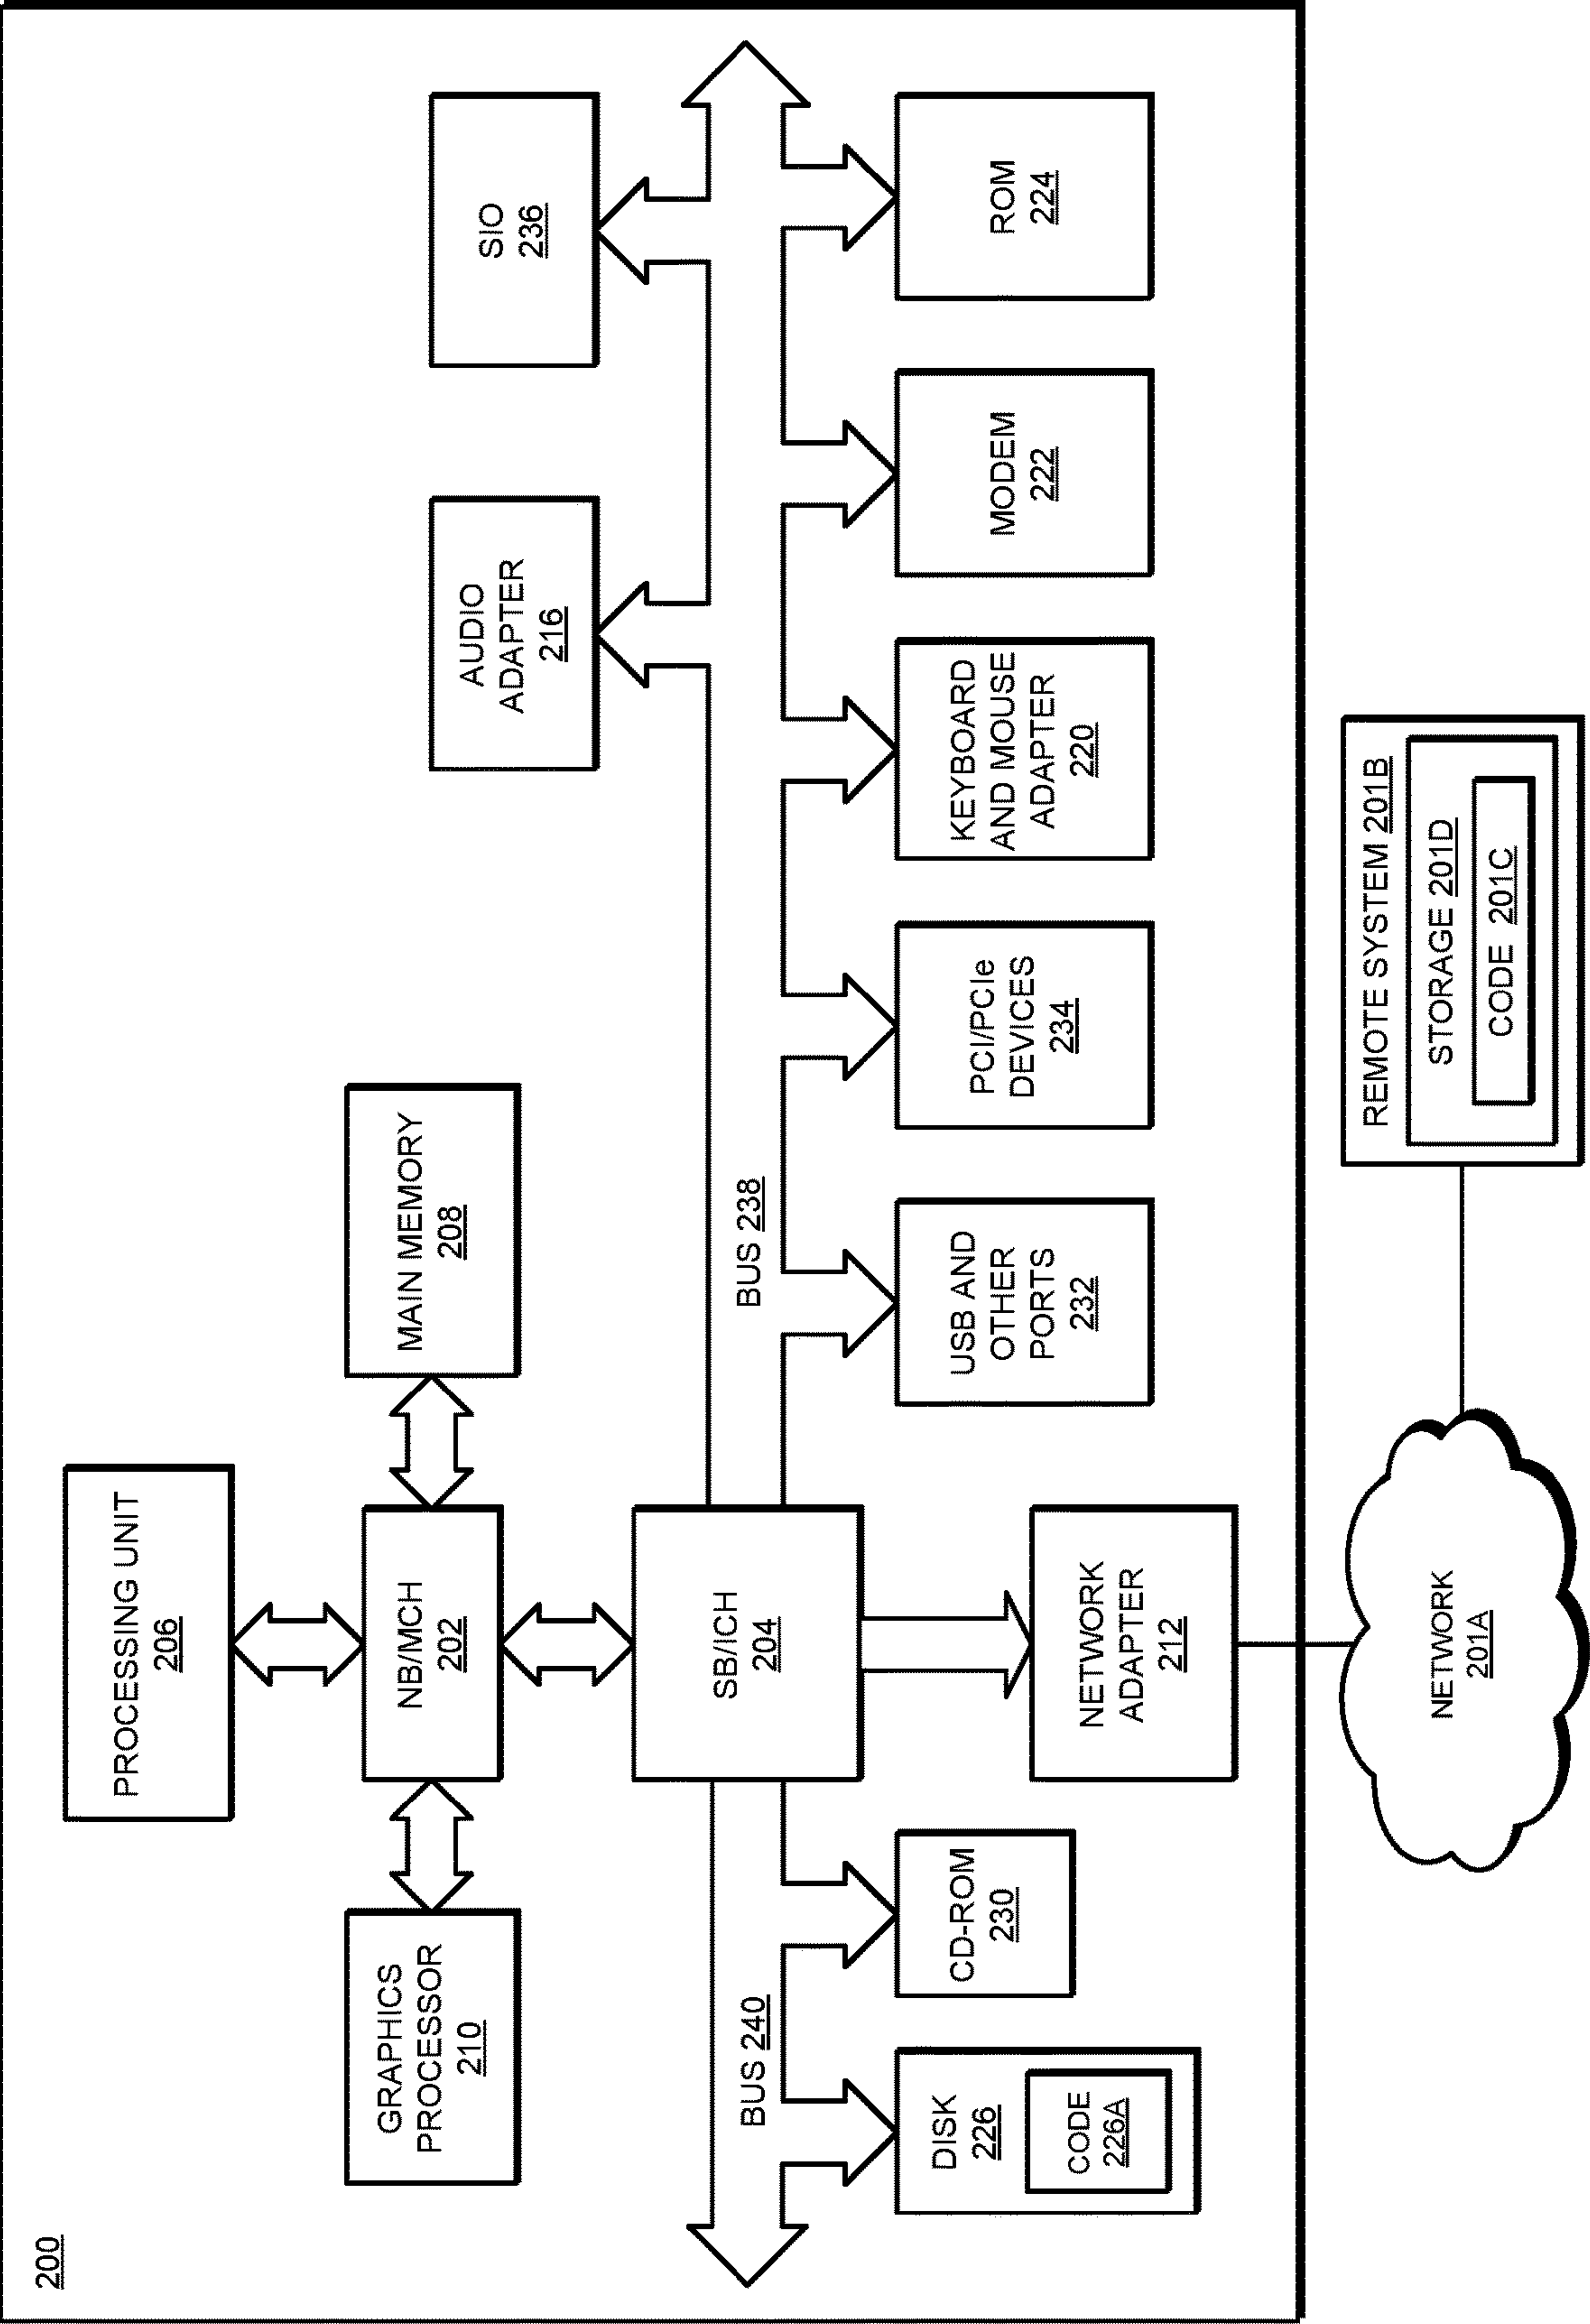 200
PROCESSING UNIT
206
GRAPHICS
PROCESSOR
210
NB/MCH
202
MAIN MEMORY
208
AUDIO
ADAPTER
216
SIO
236
SB/ICH
204
BUS 240
BUS 238
DISK
226
CODE
226A
CD-ROM
230
NETWORK
ADAPTER
212
USB AND
OTHER
PORTS
232
PCI/PCIe
DEVICES
234
KEYBOARD
AND MOUSE
ADAPTER
220
MODEM
222
ROM
224
NETWORK
201A
REMOTE SYSTEM 201B
STORAGE 201D
CODE 201C